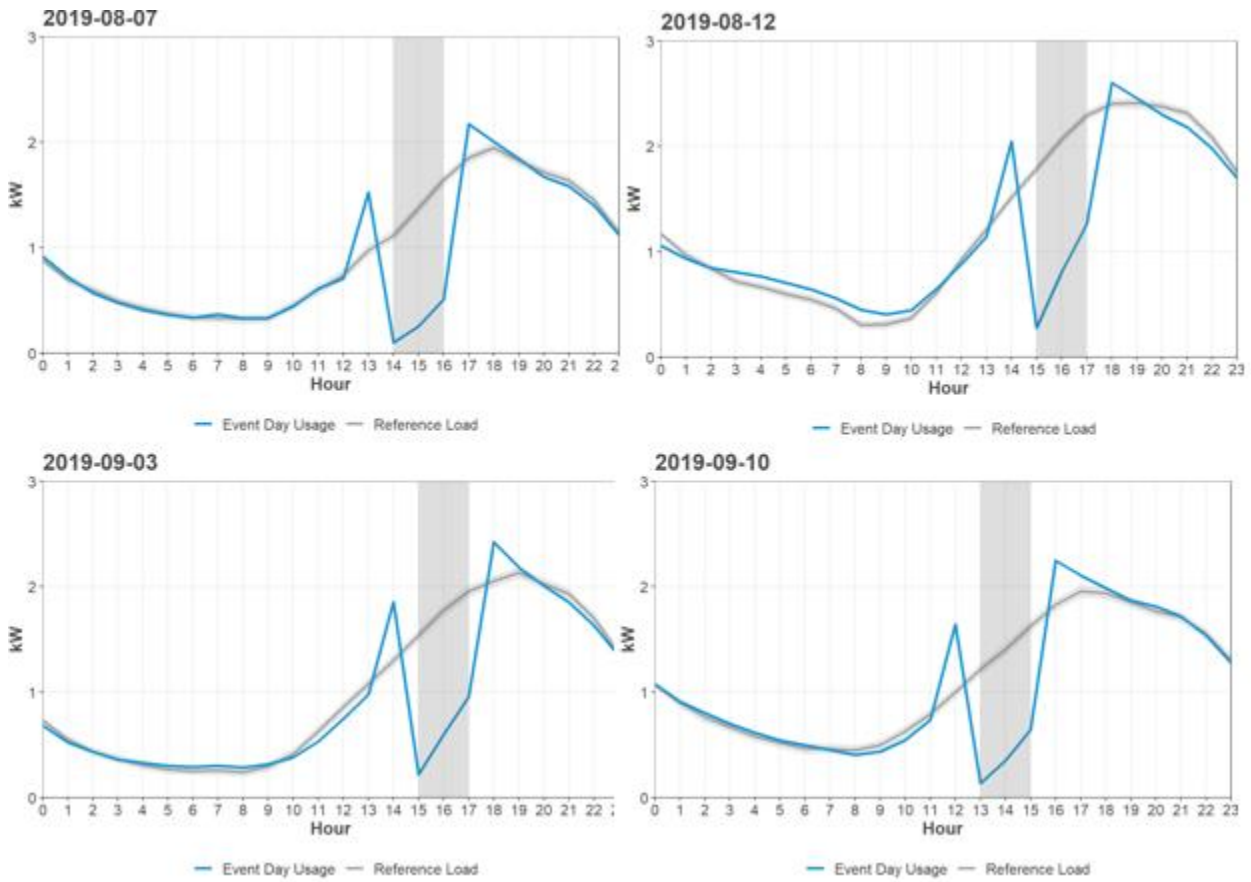 2019-08-07
3
2
1
0
kW
0 1 2 3 4 5 6 7 8 9 10 11 12 13 14 15 16 17 18 19 20 21 22 2
Hour
Event Day Usage Reference Load
2019-08-12
3
2
1
0
kW
0 1 2 3 4 5 6 7 8 9 10 11 12 13 14 15 16 17 18 19 20 21 22 23
Hour
Event Day Usage Reference Load
2019-09-03
3
2
1
0
kW
0 1 2 3 4 5 6 7 8 9 10 11 12 13 14 15 16 17 18 19 20 21 22
Hour
Event Day Usage Reference Load
2019-09-10
3
2
1
0
kW
0 1 2 3 4 5 6 7 8 9 10 11 12 13 14 15 16 17 18 19 20 21 22 23
Hour
Event Day Usage Reference Load